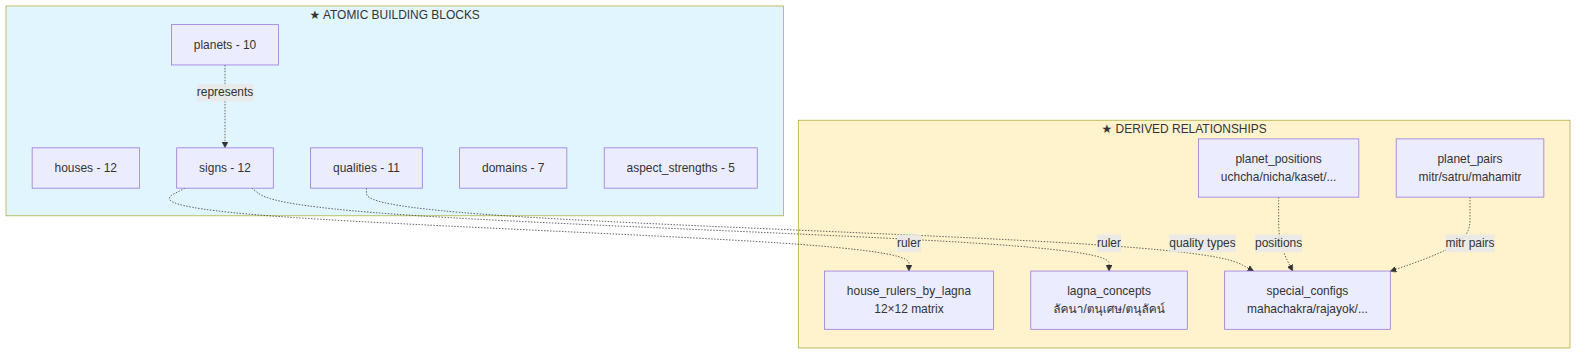 ★ ATOMIC BUILDING BLOCKS
planets - 10
represents
houses - 12
signs - 12
qualities - 11
domains - 7
aspect_strengths - 5
★ DERIVED RELATIONSHIPS
planet_positions
uchcha/nicha/kaset/...
planet_pairs
mitr/satru/mahamitr
ruler
ruler
quality types
positions
mitr pairs
house_rulers_by_lagna
12×12 matrix
lagna_concepts
ลัคนา/ตนุเศษ/ตนุลัคน์
special_configs
mahachakra/rajayok/...